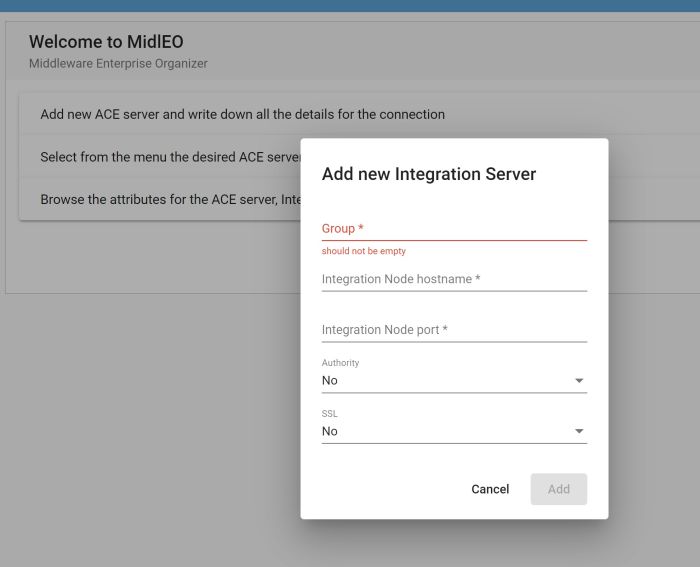 Welcome to MidlEO
Middleware Enterprise Organizer
Add new ACE server and write down all the details for the connection
Select from the menu the desired ACE server
Browse the attributes for the ACE server, Inte
Add new Integration Server
Group *
should not be empty
Integration Node hostname *
Integration Node port *
Authority
No
SSL
No
Cancel
Add